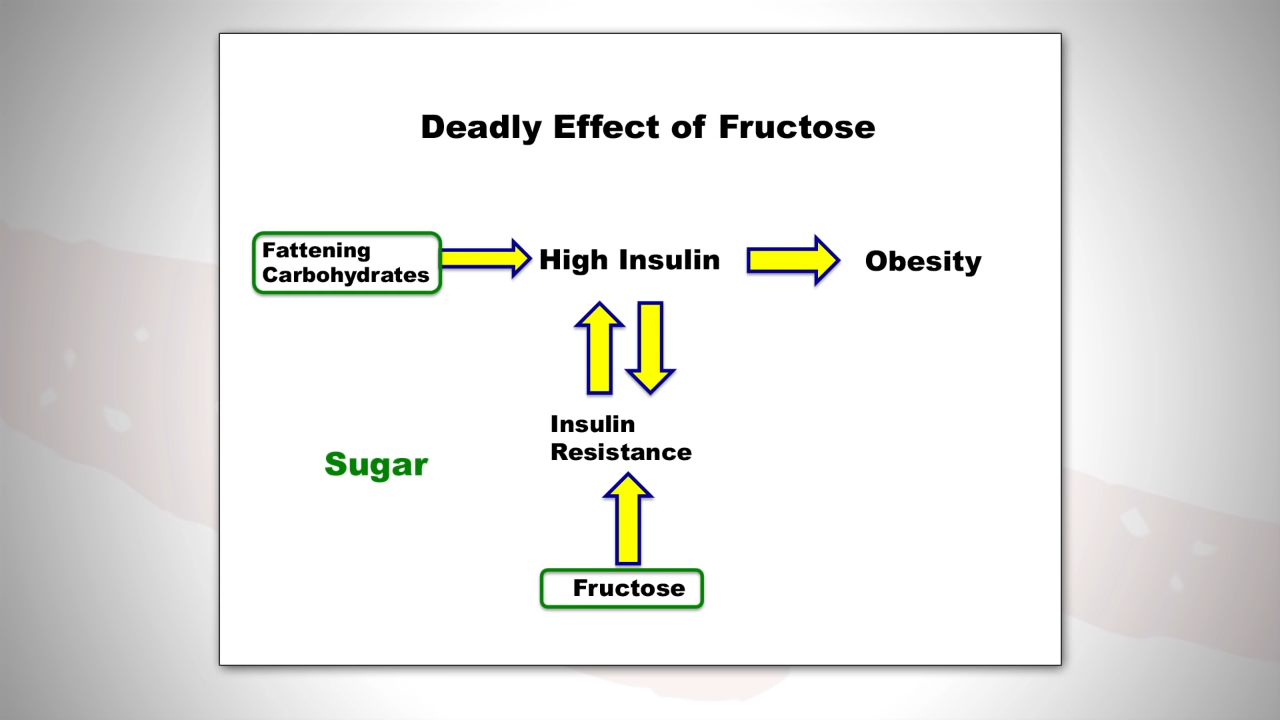 Deadly Effect of Fructose
Fattening
Carbohydrates
High Insulin
Obesity
Insulin
Resistance
Sugar
Fructose